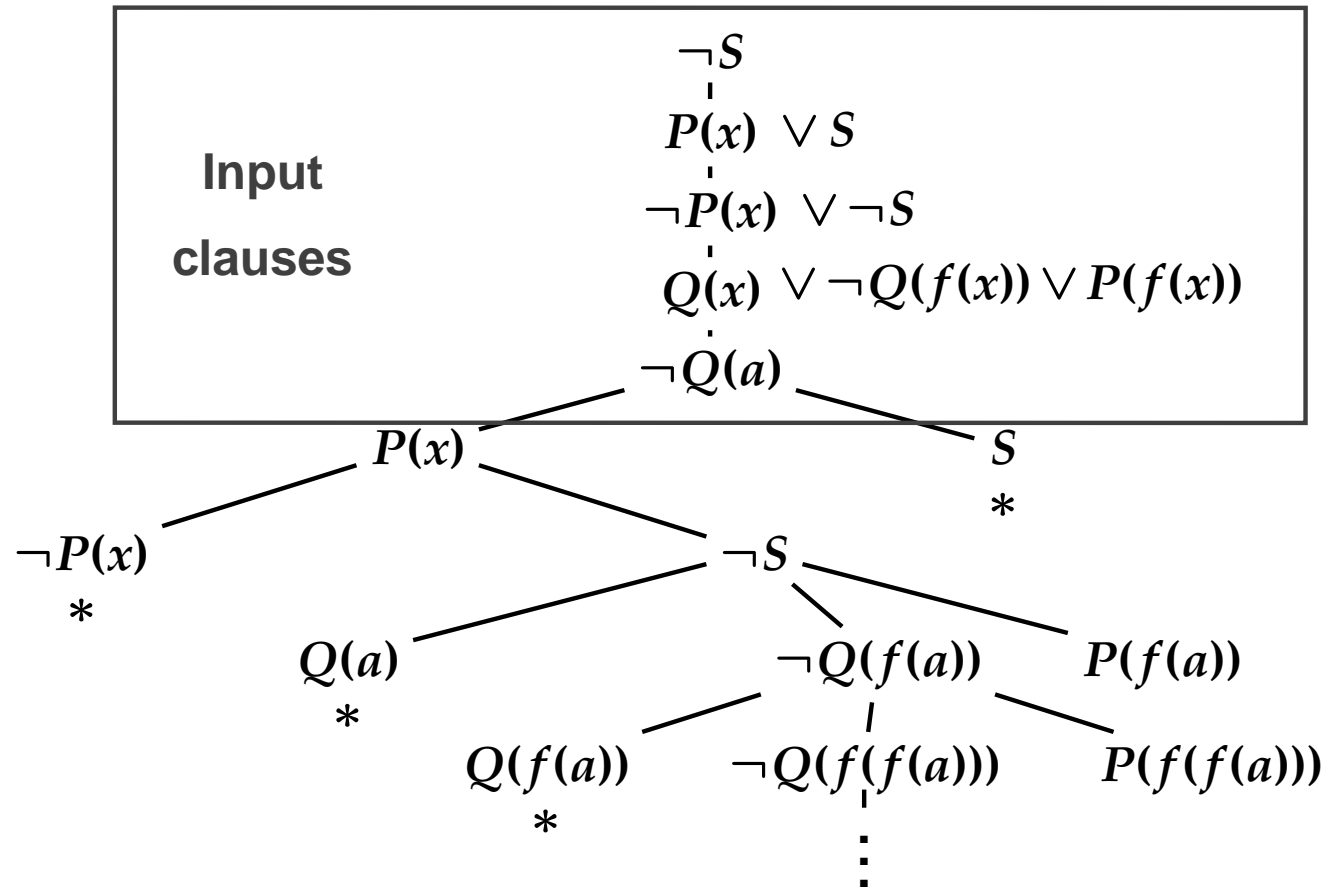 ¬S
P(x) ∨ S
Input
¬P(x) ∨ ¬S
clauses
Q(x) ∨ ¬Q(f(x)) ∨ P(f(x))
¬Q(a)
P(x) S
*
¬P(x) ¬S
*
Q(a) ¬Q(f(a)) P(f(a))
*
Q(f(a)) ¬Q(f(f(a))) P(f(f(a)))
*
⋮